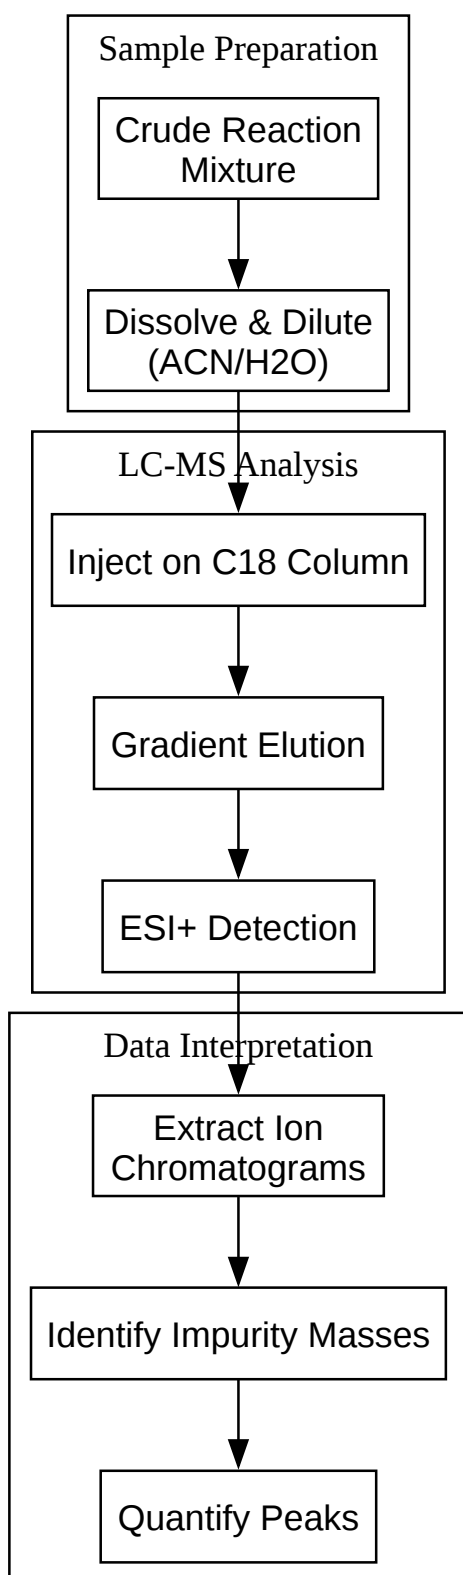 Sample Preparation
Crude Reaction
Mixture
Dissolve & Dilute
(ACN/H2O)
LC-MS Analysis
Inject on C18 Column
Gradient Elution
ESI+ Detection
Data Interpretation
Extract Ion
Chromatograms
Identify Impurity Masses
Quantify Peaks